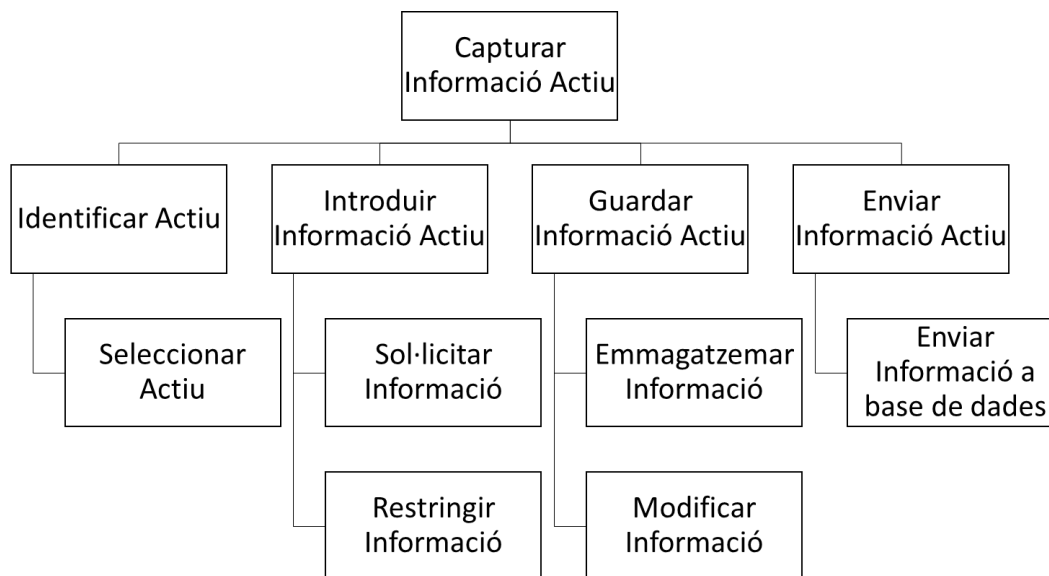 Capturar
Informació Actiu
Identificar Actiu
Introduir
Informació Actiu
Guardar
Informació Actiu
Enviar
Informació Actiu
Seleccionar
Actiu
Sol·licitar
Informació
Emmagatzemar
Informació
Enviar
Informació a
base de dades
Restringir
Informació
Modificar
Informació